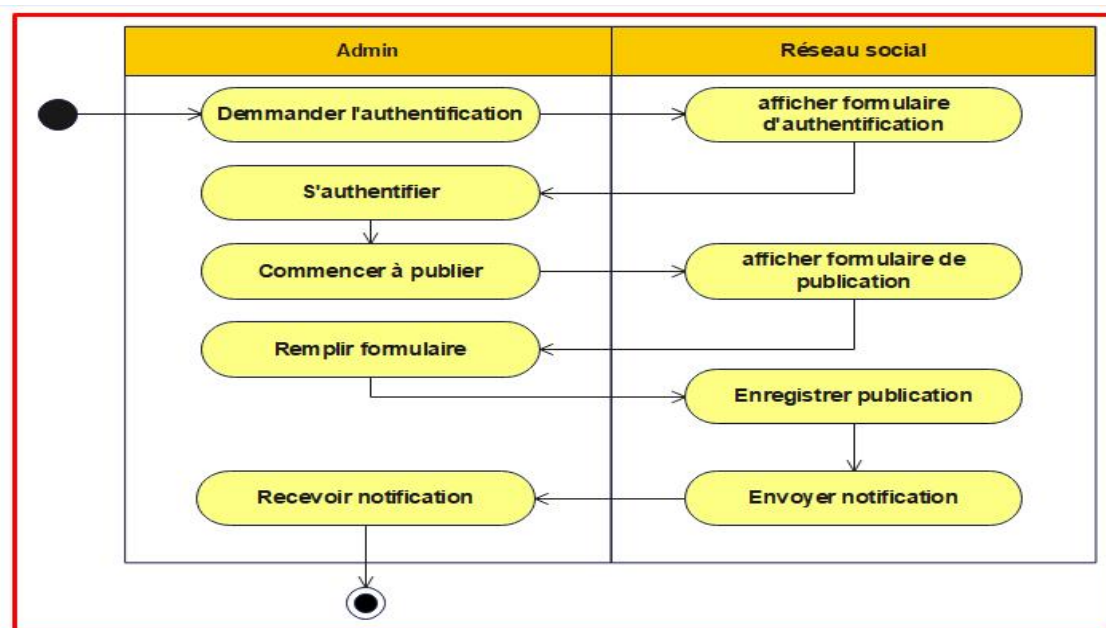 Admin
Réseau social
Demmander l'authentification
afficher formulaire
d'authentification
S'authentifier
Commencer à publier
afficher formulaire de
publication
Remplir formulaire
Enregistrer publication
Recevoir notification
Envoyer notification